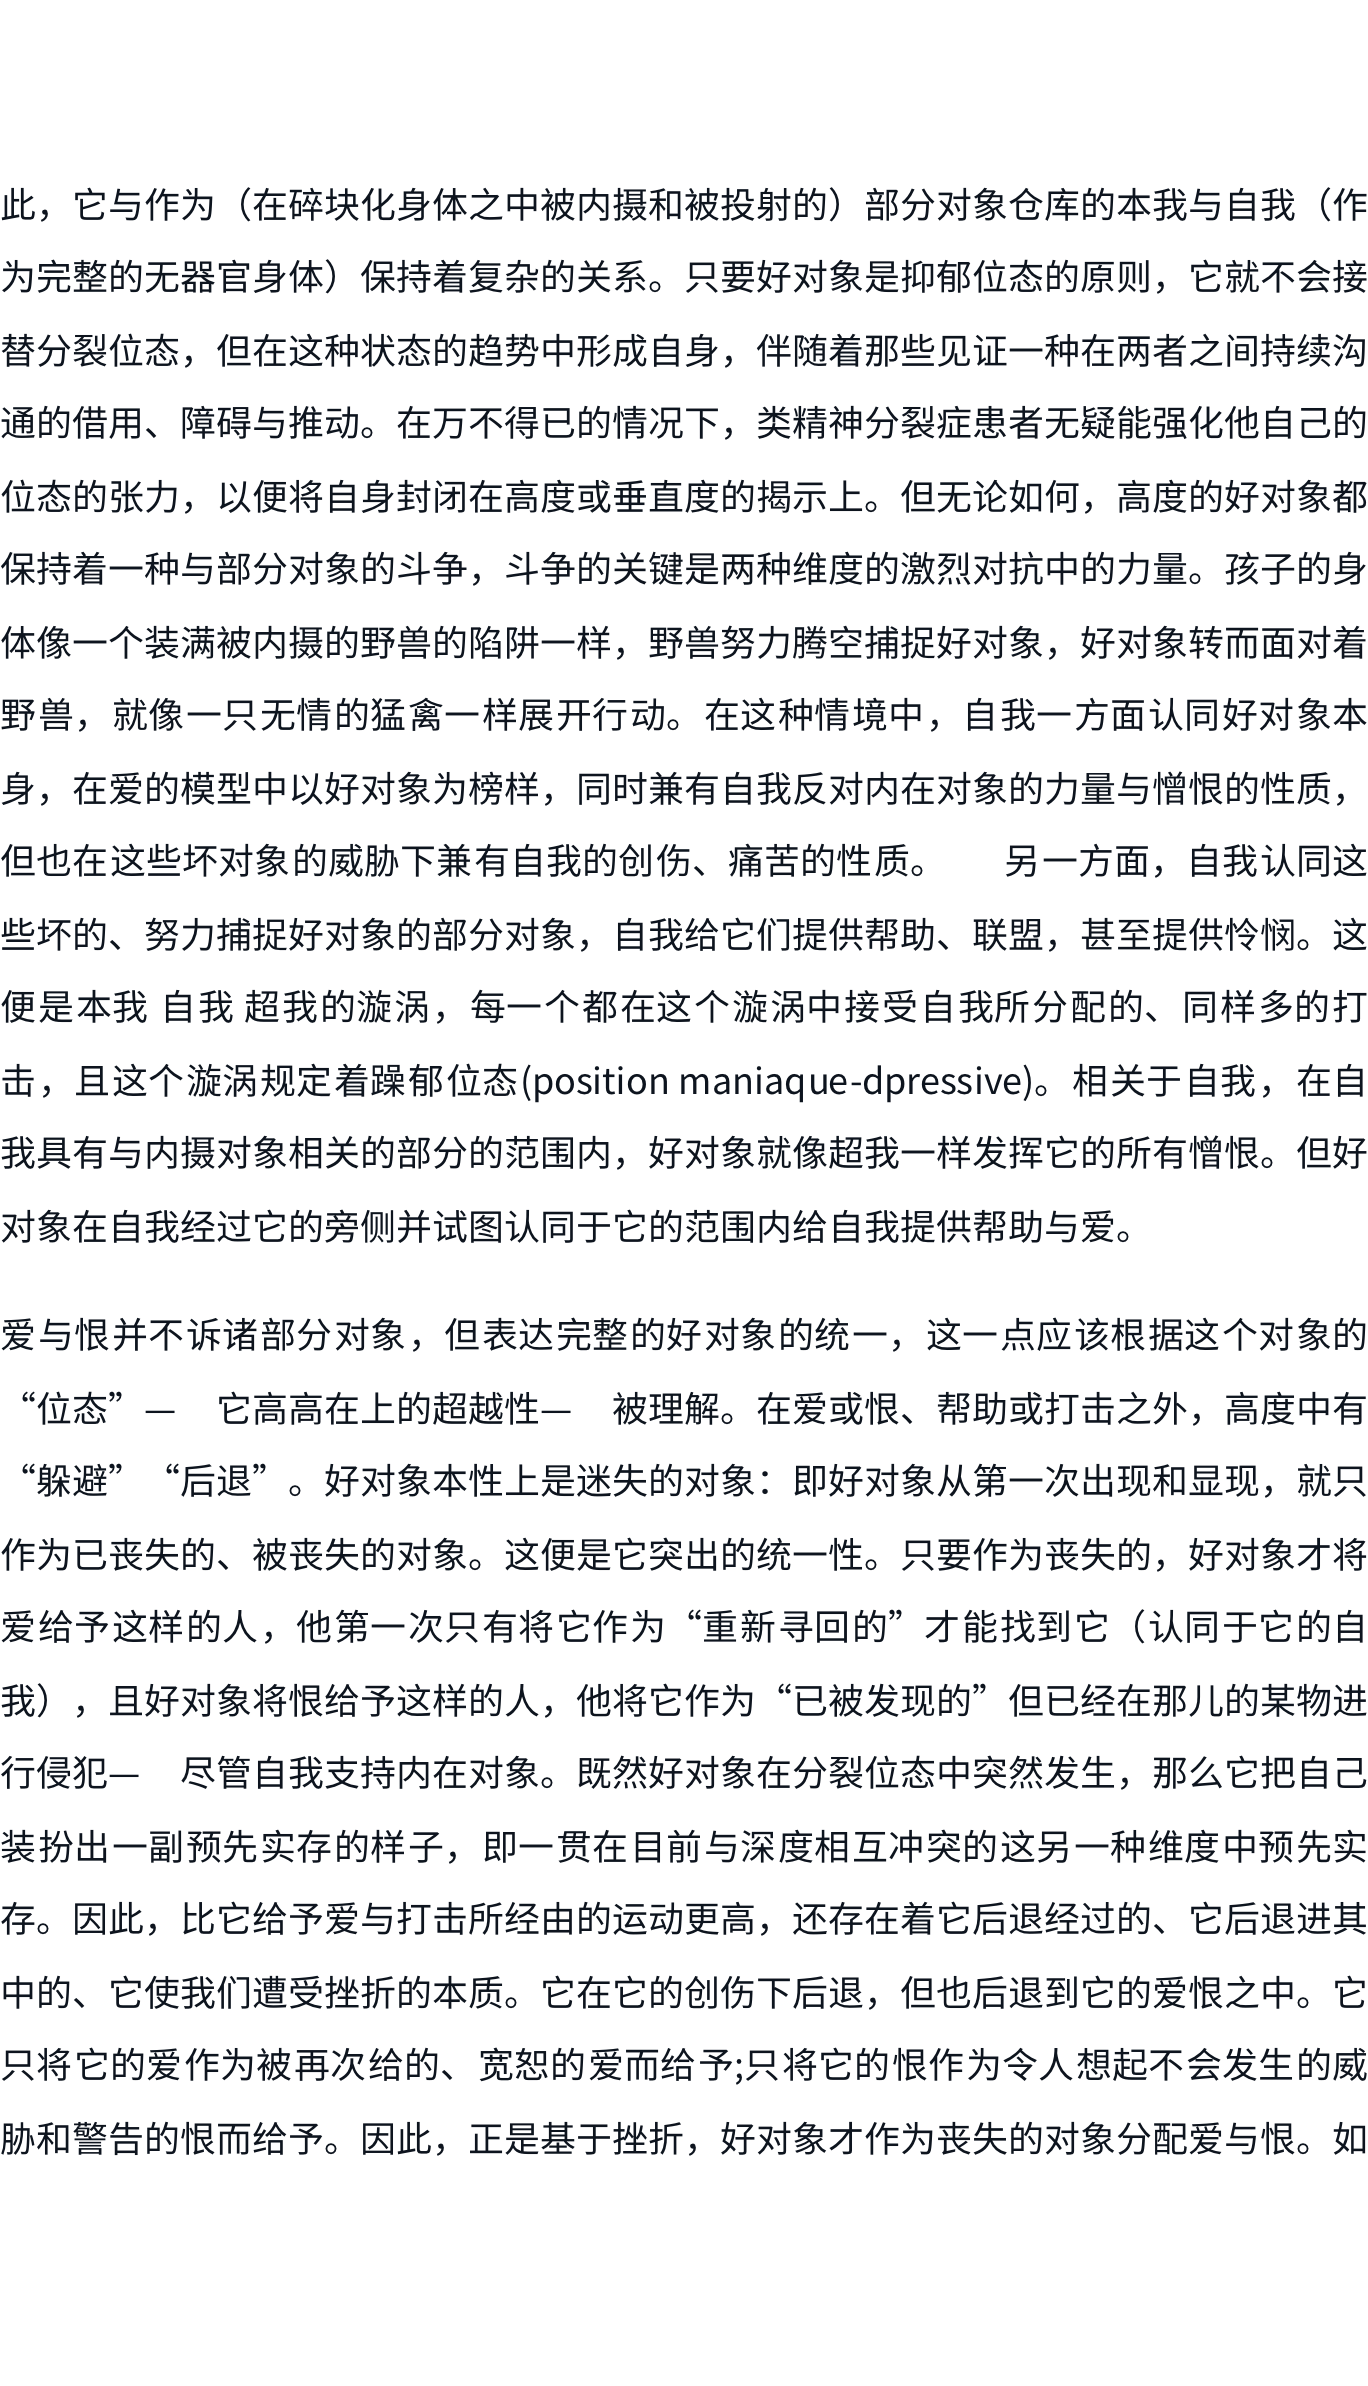 此，它与作为（在碎块化身体之中被内摄和被投射的）部分对象仓库的本我与自我（作
为完整的无器官身体）保持着复杂的关系。只要好对象是抑郁位态的原则，它就不会接
替分裂位态，但在这种状态的趋势中形成自身，伴随着那些见证一种在两者之间持续沟
通的借用、障碍与推动。在万不得已的情况下，类精神分裂症患者无疑能强化他自己的
位态的张力，以便将自身封闭在高度或垂直度的揭示上。但无论如何，高度的好对象都
保持着一种与部分对象的斗争，斗争的关键是两种维度的激烈对抗中的力量。孩子的身
体像一个装满被内摄的野兽的陷阱一样，野兽努力腾空捕捉好对象，好对象转而面对着
野兽，就像一只无情的猛禽一样展开行动。在这种情境中，自我一方面认同好对象本
身，在爱的模型中以好对象为榜样，同时兼有自我反对内在对象的力量与憎恨的性质，
但也在这些坏对象的威胁下兼有自我的创伤、痛苦的性质。　　另一方面，自我认同这
些坏的、努力捕捉好对象的部分对象，自我给它们提供帮助、联盟，甚至提供怜悯。这
便是本我 自我 超我的漩涡，每一个都在这个漩涡中接受自我所分配的、同样多的打
击，且这个漩涡规定着躁郁位态(position maniaque-dpressive)。相关于自我，在自
我具有与内摄对象相关的部分的范围内，好对象就像超我一样发挥它的所有憎恨。但好
对象在自我经过它的旁侧并试图认同于它的范围内给自我提供帮助与爱。
爱与恨并不诉诸部分对象，但表达完整的好对象的统一，这一点应该根据这个对象的
“位态”—　它高高在上的超越性—　被理解。在爱或恨、帮助或打击之外，高度中有
“躲避”“后退”。好对象本性上是迷失的对象：即好对象从第一次出现和显现，就只
作为已丧失的、被丧失的对象。这便是它突出的统一性。只要作为丧失的，好对象才将
爱给予这样的人，他第一次只有将它作为“重新寻回的”才能找到它（认同于它的自
我），且好对象将恨给予这样的人，他将它作为“已被发现的”但已经在那儿的某物进
行侵犯—　尽管自我支持内在对象。既然好对象在分裂位态中突然发生，那么它把自己
装扮出一副预先实存的样子，即一贯在目前与深度相互冲突的这另一种维度中预先实
存。因此，比它给予爱与打击所经由的运动更高，还存在着它后退经过的、它后退进其
中的、它使我们遭受挫折的本质。它在它的创伤下后退，但也后退到它的爱恨之中。它
只将它的爱作为被再次给的、宽恕的爱而给予;只将它的恨作为令人想起不会发生的威
胁和警告的恨而给予。因此，正是基于挫折，好对象才作为丧失的对象分配爱与恨。如